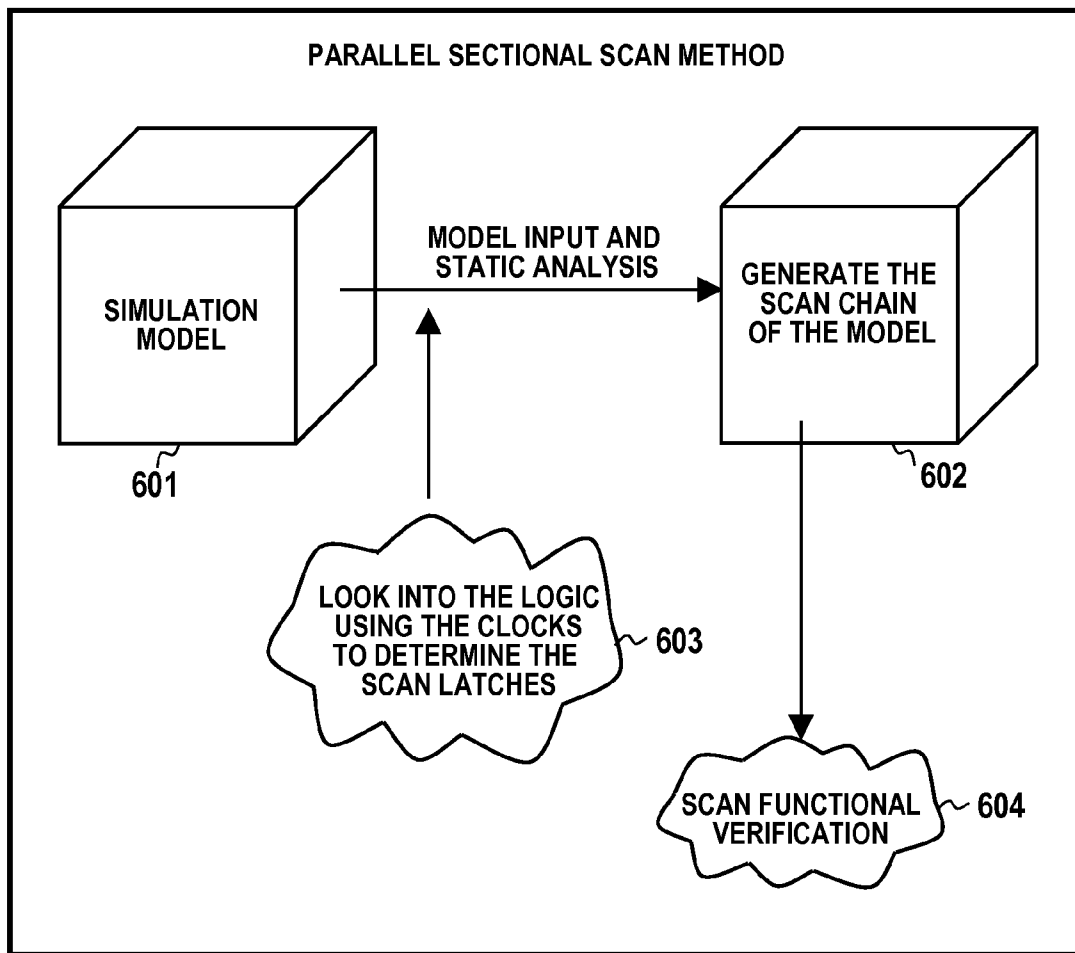 PARALLEL SECTIONAL SCAN METHOD
MODEL INPUT AND
STATIC ANALYSIS
SIMULATION
MODEL
GENERATE THE
SCAN CHAIN
OF THE MODEL
601
602
LOOK INTO THE LOGIC
USING THE CLOCKS
TO DETERMINE THE
SCAN LATCHES
603
SCAN FUNCTIONAL
VERIFICATION
604